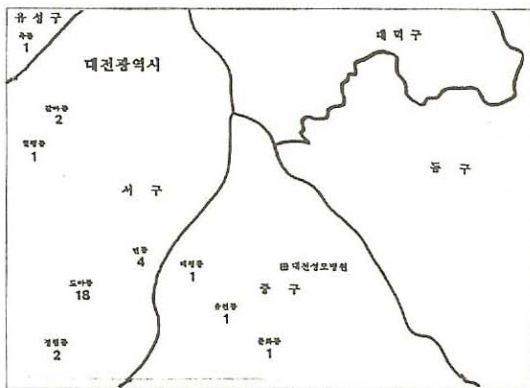 유성구
1
대덕구
대전광역시
갈마동
2
월평동
1
동 구
서 구
변동
4
태평동
1
대전성모병원
중 구
도마동
18
유천동
1
정림동
2
문화동
1